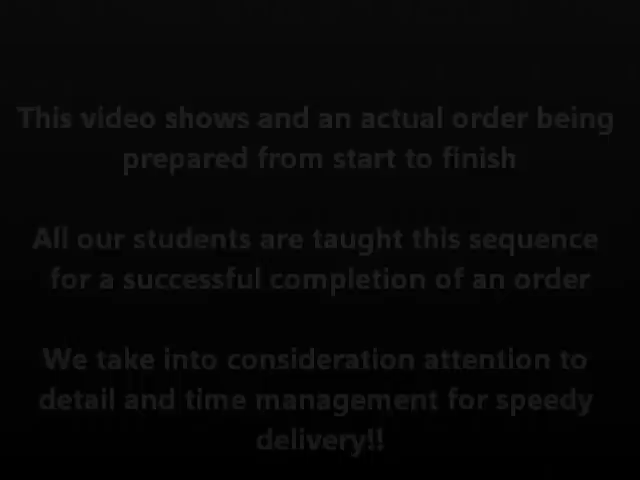 This video shows and an actual order being
prepared from start to finish
All our students are taught this sequence
for a successful completion of an order
We take into consideration attention to
detail and time management for speedy
delivery!!